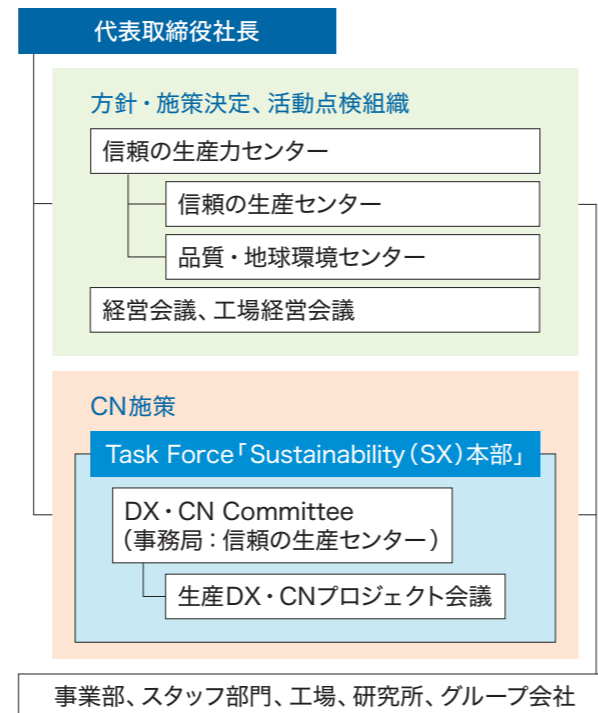 代表取締役社長
方針・施策決定、活動点検組織
信頼の生産力センター
信頼の生産センター
品質・地球環境センター
経営会議、工場経営会議
CN施策
Task Force「Sustainability(SX)本部」
DX・CN Committee
(事務局：信頼の生産センター)
生産DX・CNプロジェクト会議
事業部、スタッフ部門、工場、研究所、グループ会社